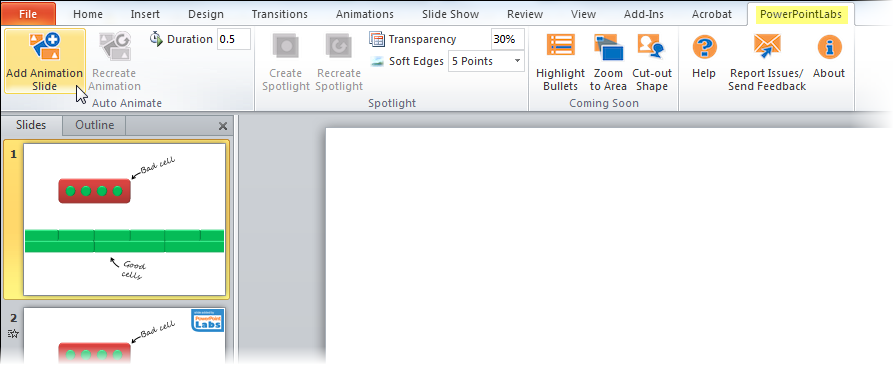 File Home Insert Design Transitions Animations Slide Show Review View Add-Ins Acrobat PowerPointLabs
Add Animation
Slide
Recreate
Animation
Duration 0.5
Auto Animate
Create
Spotlight
Recreate
Spotlight
Transparency 30%
Soft Edges 5 Points
Spotlight
Highlight
Bullets
Zoom
to Area
Cut-out
Shape
Coming Soon
Help
Report Issues/
Send Feedback
About
Slides Outline
1
Bad cell
Good
cells
2
PowerPoint
Labs
Bad cell